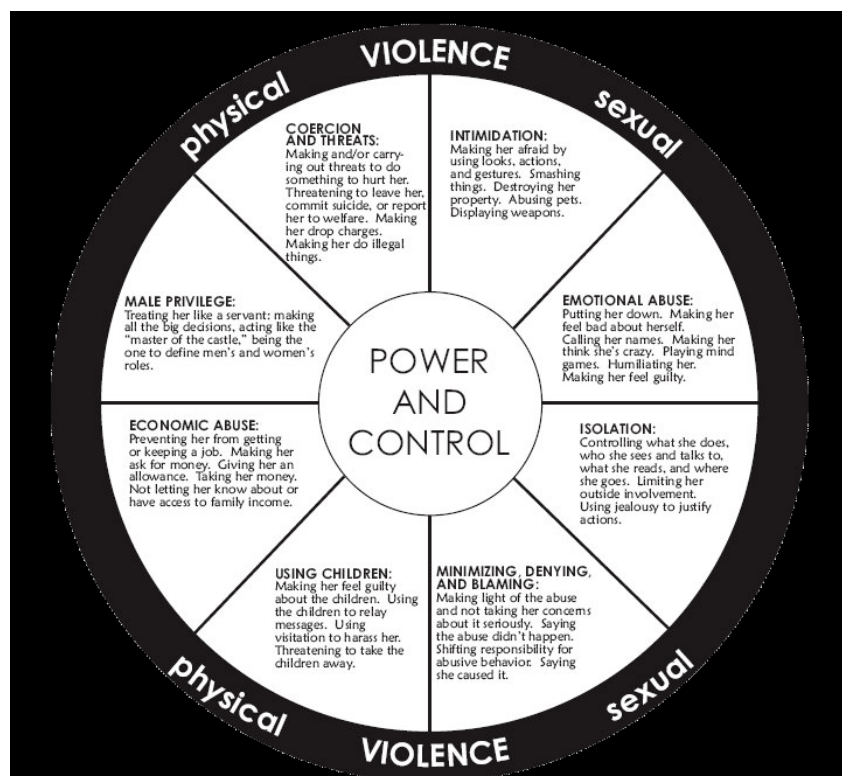 physical VIOLENCE sexual
COERCION
AND THREATS:
Making and/or carry-
ing out threats to do
something to hurt her.
Threatening to leave her,
commit suicide, or report
her to welfare.  Making
her drop charges.
Making her do illegal
things.
INTIMIDATION:
Making her afraid by
using looks, actions,
and gestures.  Smashing
things.  Destroying her
property.  Abusing pets.
Displaying weapons.
MALE PRIVILEGE:
Treating her like a servant: making
all the big decisions, acting like the
“master of the castle,” being the
one to define men’s and women’s
roles.
EMOTIONAL ABUSE:
Putting her down.  Making her
feel bad about herself.
Calling her names.  Making her
think she’s crazy.  Playing mind
games.  Humiliating her.
Making her feel guilty.
POWER
AND
CONTROL
ECONOMIC ABUSE:
Preventing her from getting
or keeping a job.  Making her
ask for money.  Giving her an
allowance.  Taking her money.
Not letting her know about or
have access to family income.
ISOLATION:
Controlling what she does,
who she sees and talks to,
what she reads, and where
she goes.  Limiting her
outside involvement.
Using jealousy to justify
actions.
USING CHILDREN:
Making her feel guilty
about the children.  Using
the children to relay
messages.  Using
visitation to harass her.
Threatening to take the
children away.
MINIMIZING, DENYING,
AND BLAMING:
Making light of the abuse
and not taking her concerns
about it seriously.  Saying
the abuse didn’t happen.
Shifting responsibility for
abusive behavior.  Saying
she caused it.
physical VIOLENCE sexual